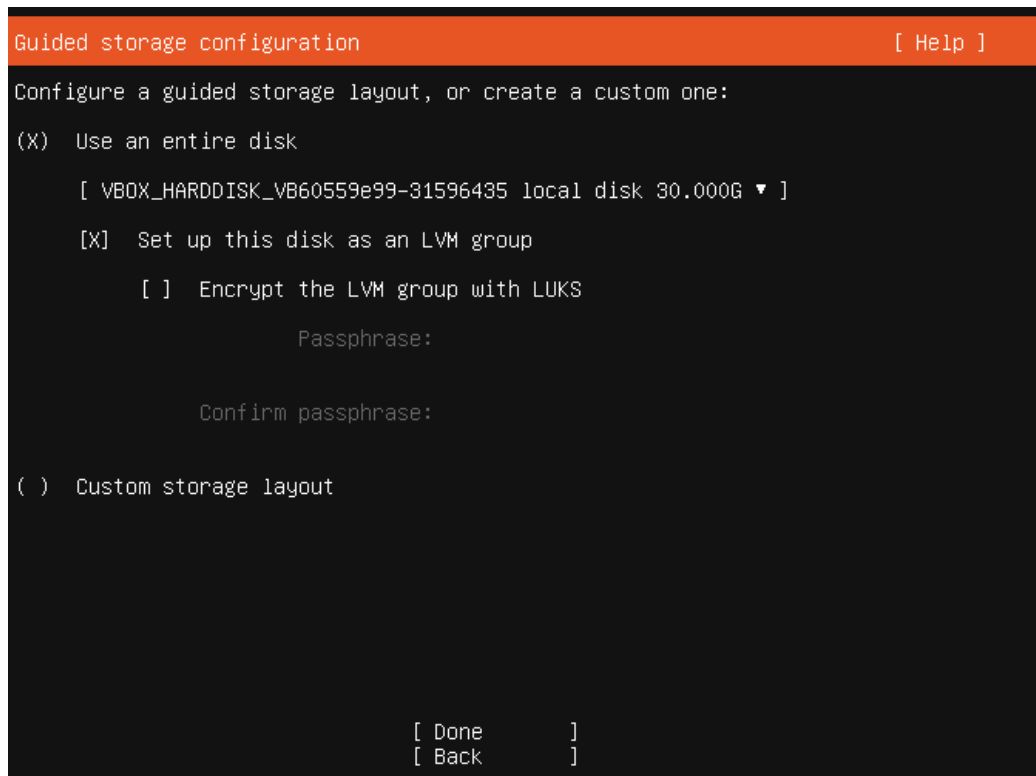 Guided storage configuration [ Help ]
Configure a guided storage layout, or create a custom one:
(X) Use an entire disk
[ VBOX_HARDDISK_VB60559e99-31596435 local disk 30.000G ▾ ]
[X] Set up this disk as an LVM group
[ ] Encrypt the LVM group with LUKS
Passphrase:
Confirm passphrase:
( ) Custom storage layout
[ Done ]
[ Back ]